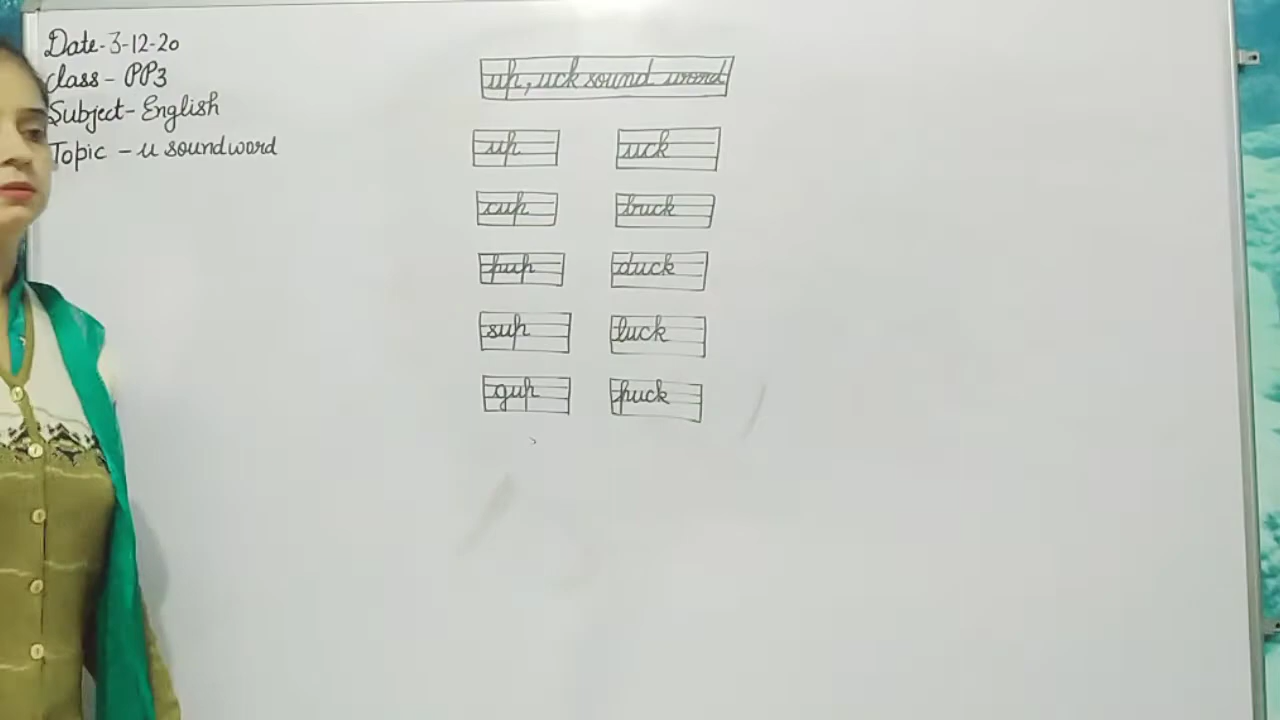 Date-3-12-20
Class - PP3
Subject- English
Topic - u soundword
up, uck sound word
up uck
cup buck
pup duck
sup luck
gup puck